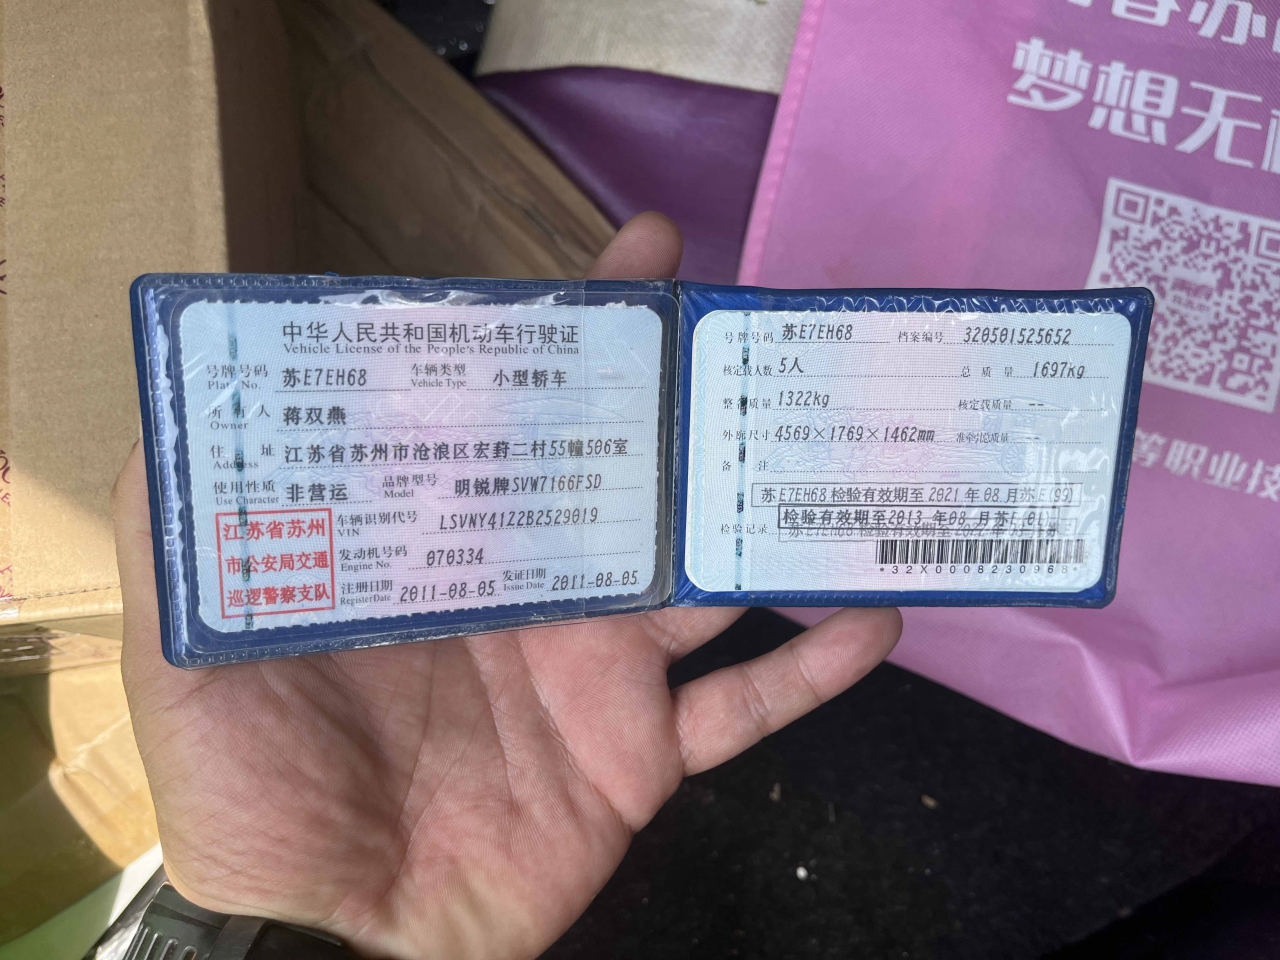 中华人民共和国机动车行驶证
Vehicle License of the People's Republic of China
号牌号码 苏E7EH68 车辆类型 小型轿车
Plate No. Vehicle Type
所有人 蒋双燕
Owner
住址 江苏省苏州市沧浪区宏葑二村55幢506室
Address
使用性质 非营运 品牌型号 明锐牌SVW7166FSD
Use Character Model
江苏省苏州
市公安局交通
巡逻警察支队
车辆识别代号 LSVNY41Z2B2529019
VIN
发动机号码 070334
Engine No.
注册日期 2011-08-05 发证日期 2011-08-05
Register Date Issue Date
号牌号码 苏E7EH68 档案编号 320501525652
核定载人数 5人 总质量 1697kg
整备质量 1322kg 核定载质量 --
外廓尺寸 4569×1769×1462mm 准牵引总质量 --
备注
苏E7EH68 检验有效期至2021年08月苏E(99)
检验有效期至2013 年08 月苏E(01)
检验记录
*32X0008230968*
梦想无
等职业技